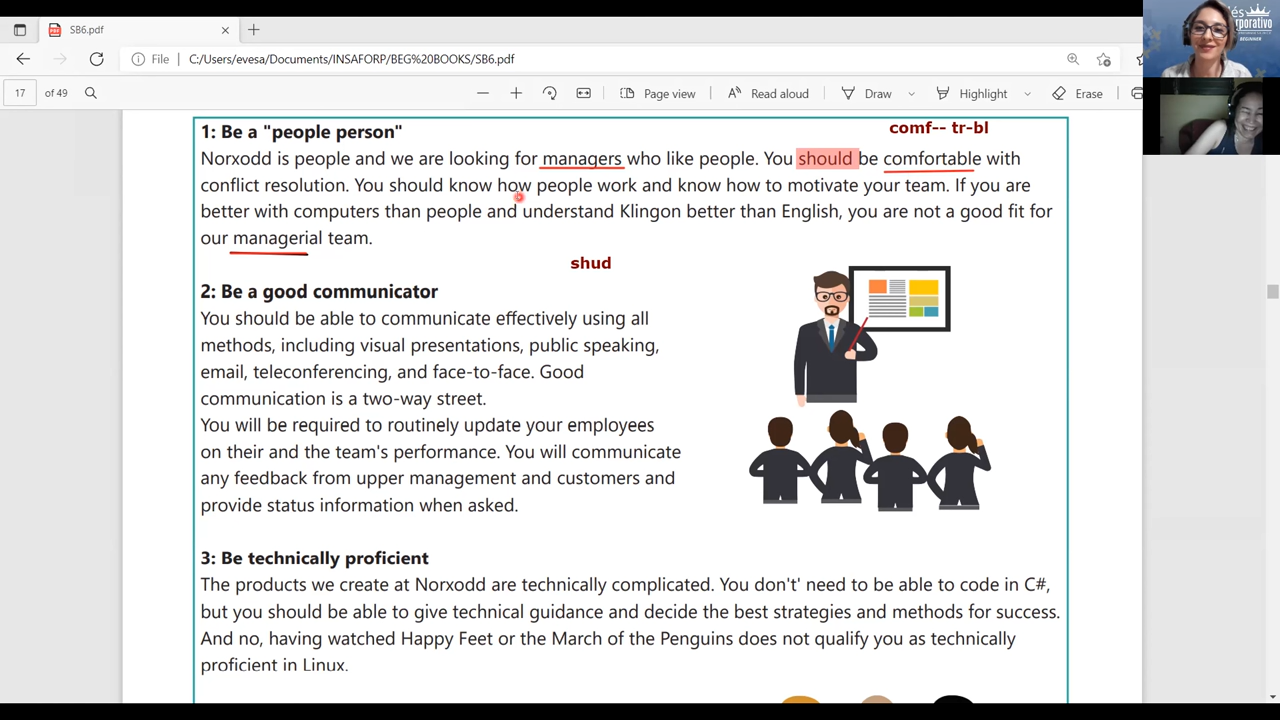 SB6.pdf
File
C:/Users/evesa/Documents/INSAFORP/BEG%20BOOKS/SB6.pdf
17 of 49
Page view
Read aloud
Draw
Highlight
Erase
BEGINNER
1: Be a "people person"
comf-- tr-bl
Norxodd is people and we are looking for managers who like people. You should be comfortable with
conflict resolution. You should know how people work and know how to motivate your team. If you are
better with computers than people and understand Klingon better than English, you are not a good fit for
our managerial team.
shud
2: Be a good communicator
You should be able to communicate effectively using all
methods, including visual presentations, public speaking,
email, teleconferencing, and face-to-face. Good
communication is a two-way street.
You will be required to routinely update your employees
on their and the team's performance. You will communicate
any feedback from upper management and customers and
provide status information when asked.
3: Be technically proficient
The products we create at Norxodd are technically complicated. You don't' need to be able to code in C#,
but you should be able to give technical guidance and decide the best strategies and methods for success.
And no, having watched Happy Feet or the March of the Penguins does not qualify you as technically
proficient in Linux.